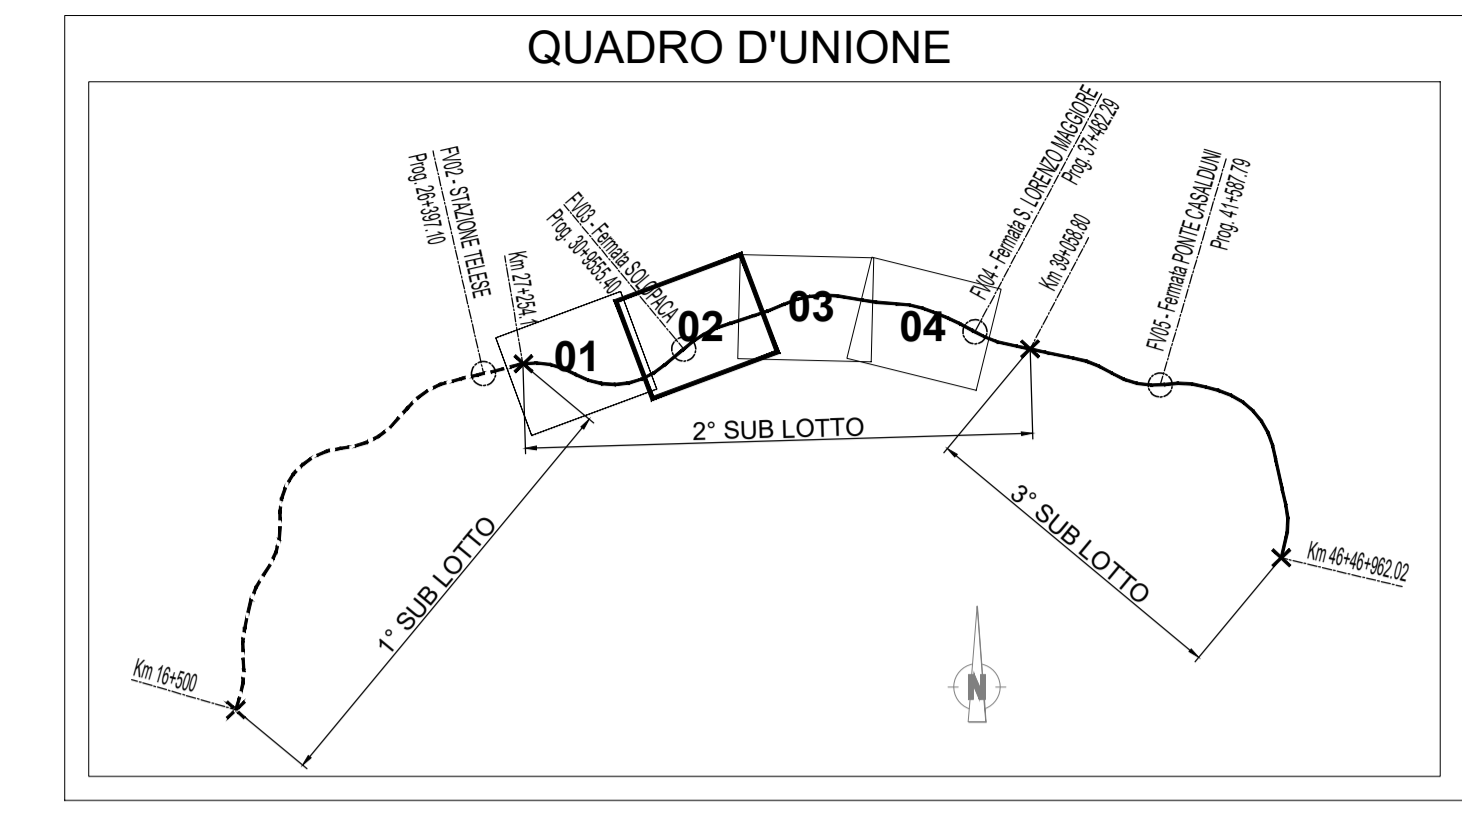 QUADRO D'UNIONE
FV02 - STAZIONE TELESE
Prog. 26+397.10
Km 27+254.1
FV03 - Fermata SOLOPACA
Prog. 30+9555.40
FV04 - Fermata S. LORENZO MAGGIORE
Prog. 37+482.29
Km 39+058.80
FV05 - Fermata PONTE CASALDUNI
Prog. 41+587.79
01
02
03
04
2° SUB LOTTO
1° SUB LOTTO
3° SUB LOTTO
Km 16+500
Km 46+46+962.02
N